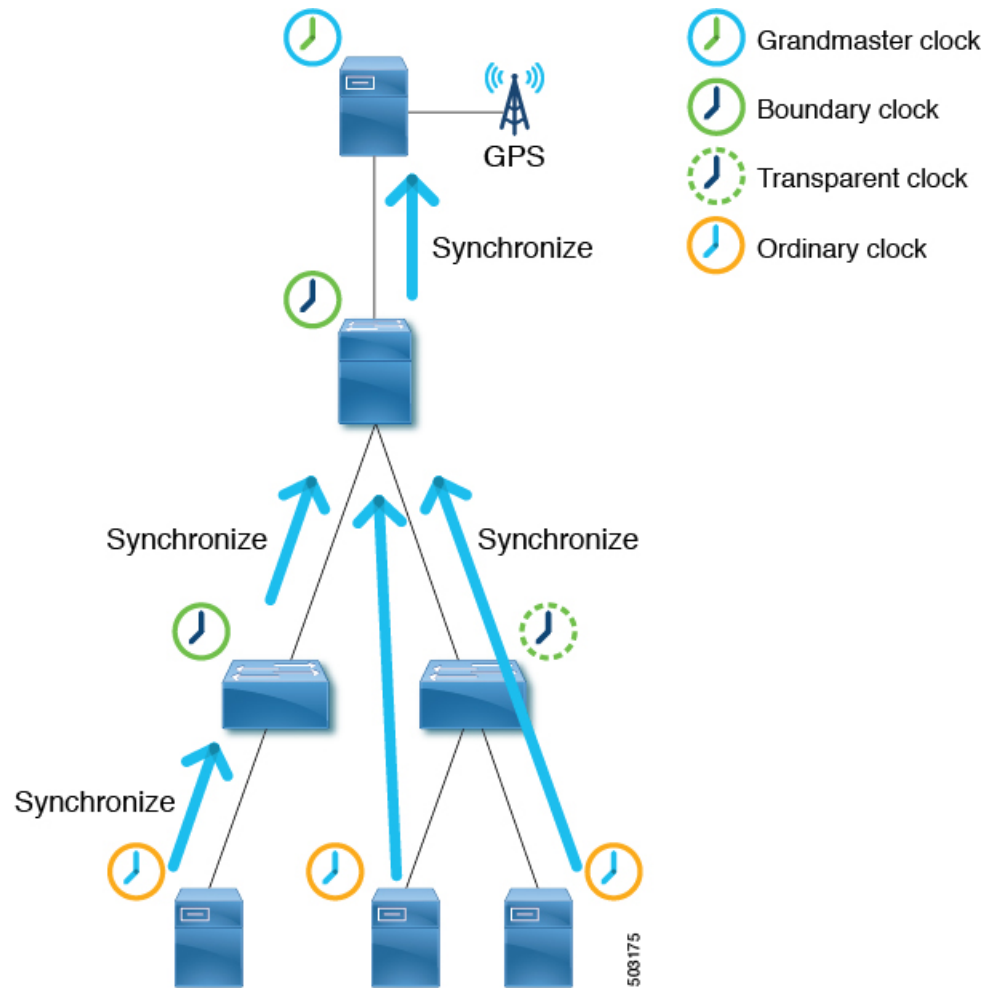 Grandmaster clock
Boundary clock
Transparent clock
Ordinary clock
GPS
Synchronize
Synchronize
Synchronize
Synchronize
503175